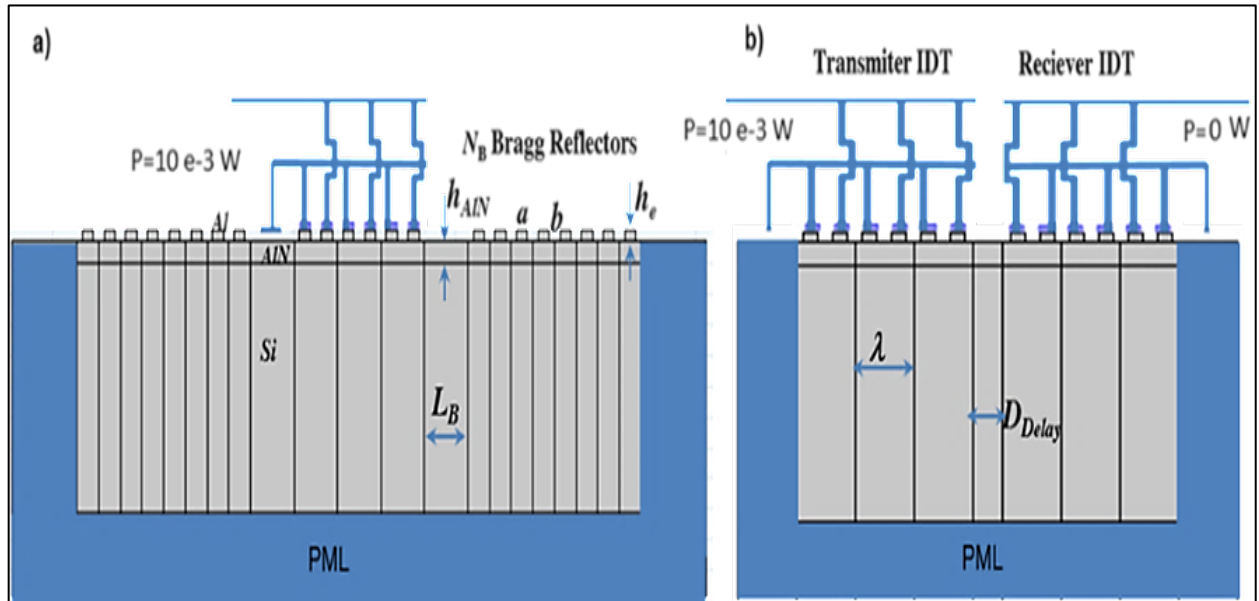 a)
P=10 e-3 W
N_B Bragg Reflectors
h_AlN
a
b
h_e
Al
AlN
Si
L_B
PML
b)
Transmiter IDT
Reciever IDT
P=10 e-3 W
P=0 W
λ
D_Delay
PML